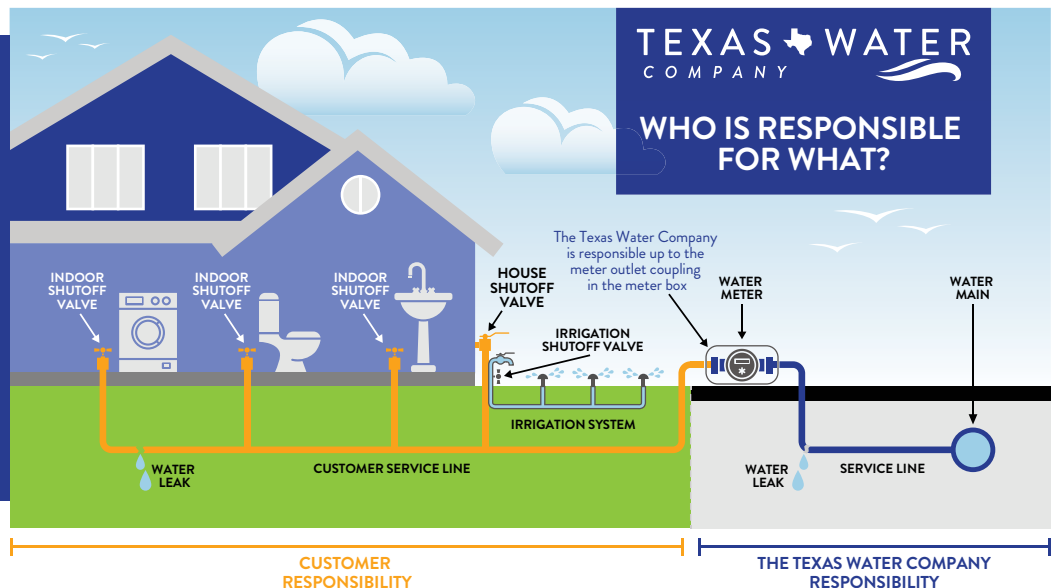 TEXAS WATER
COMPANY
WHO IS RESPONSIBLE
FOR WHAT?
The Texas Water Company
is responsible up to the
meter outlet coupling
in the meter box
INDOOR
SHUTOFF
VALVE
INDOOR
SHUTOFF
VALVE
INDOOR
SHUTOFF
VALVE
HOUSE
SHUTOFF
VALVE
WATER
METER
WATER
MAIN
IRRIGATION
SHUTOFF VALVE
IRRIGATION SYSTEM
WATER
LEAK
CUSTOMER SERVICE LINE
WATER
LEAK
SERVICE LINE
CUSTOMER
RESPONSIBILITY
THE TEXAS WATER COMPANY
RESPONSIBILITY